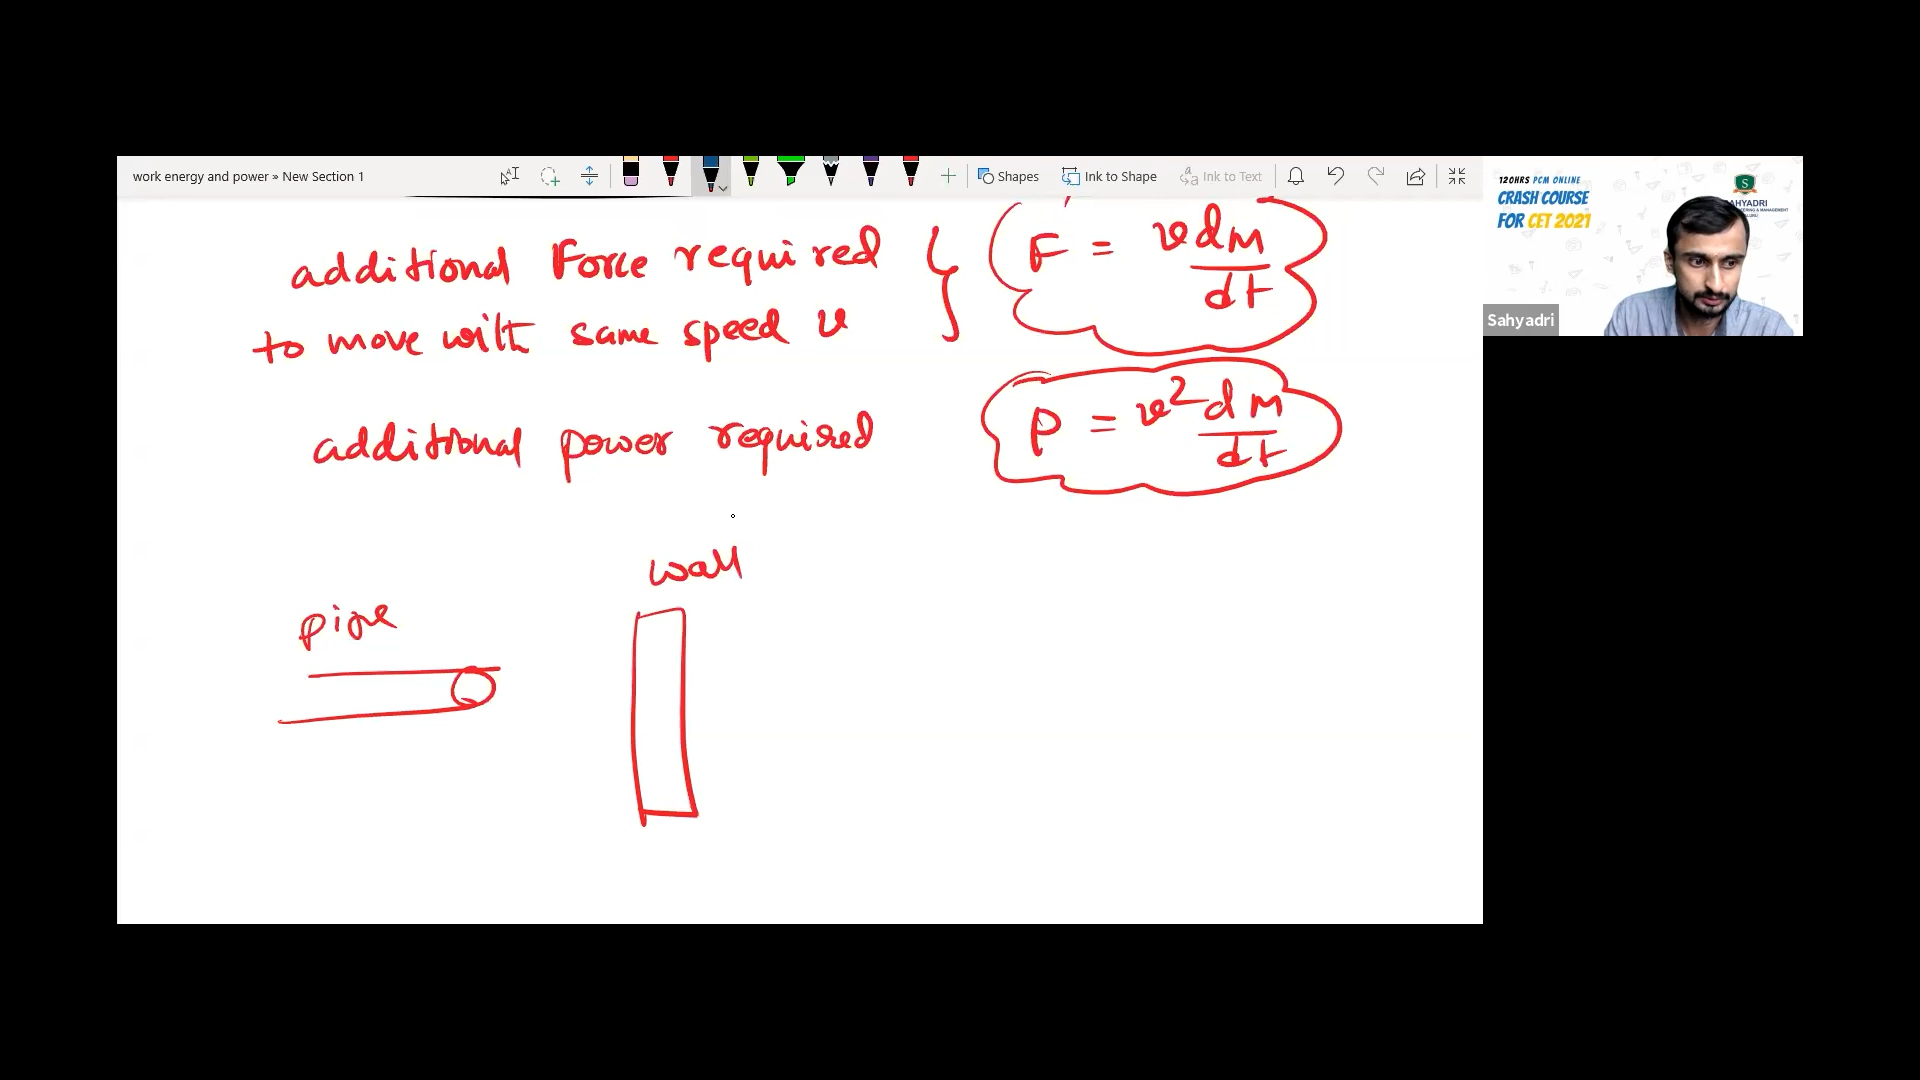 work energy and power » New Section 1
Shapes
Ink to Shape
Ink to Text
120HRS PCM ONLINE
CRASH COURSE
FOR CET 2021
Sahyadri
additional Force required
to move with same speed v
F = v dM
dt
additional power required
P = v² dM
dt
wall
pipe